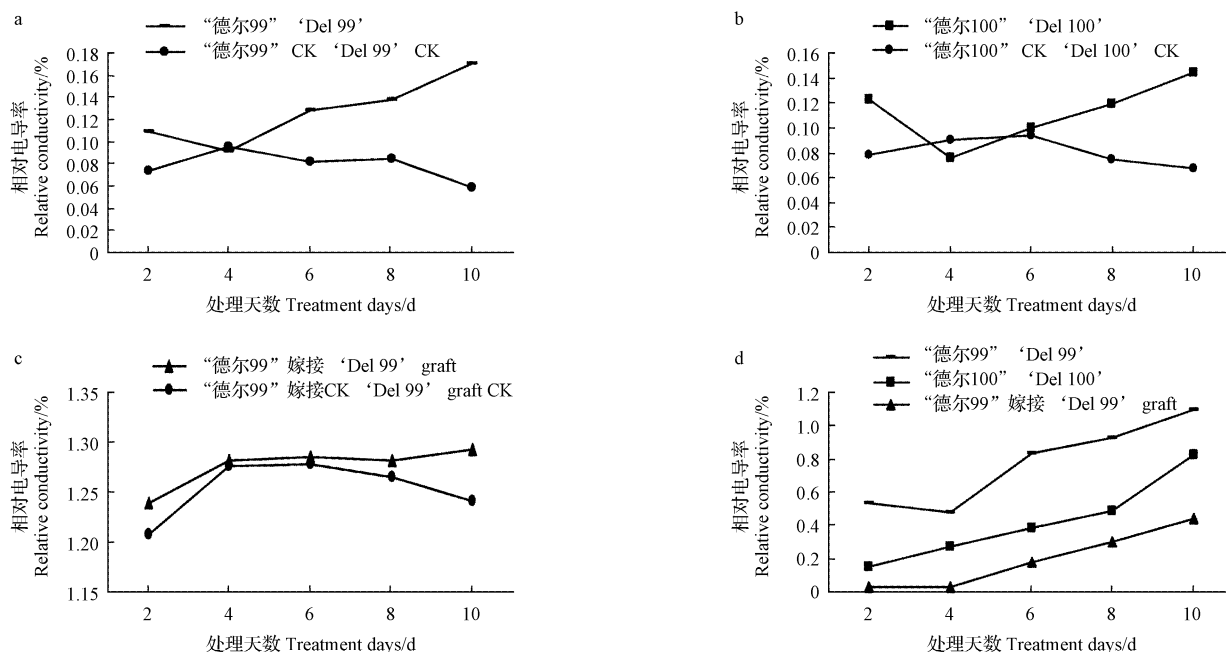 a
“德尔99” ‘Del 99’
“德尔99” CK ‘Del 99’ CK
0.18
0.16
0.14
0.12
0.10
0.08
0.06
0.04
0.02
0
相对电导率
Relative conductivity/%
2 4 6 8 10
处理天数 Treatment days/d
b
“德尔100” ‘Del 100’
“德尔100” CK ‘Del 100’ CK
0.16
0.14
0.12
0.10
0.08
0.06
0.04
0.02
0
相对电导率
Relative conductivity/%
2 4 6 8 10
处理天数 Treatment days/d
c
“德尔99”嫁接 ‘Del 99’ graft
“德尔99”嫁接CK ‘Del 99’ graft CK
1.35
1.30
1.25
1.20
1.15
相对电导率
Relative conductivity/%
2 4 6 8 10
处理天数 Treatment days/d
d
“德尔99” ‘Del 99’
“德尔100” ‘Del 100’
“德尔99”嫁接 ‘Del 99’ graft
1.2
1.0
0.8
0.6
0.4
0.2
0
相对电导率
Relative conductivity/%
2 4 6 8 10
处理天数 Treatment days/d